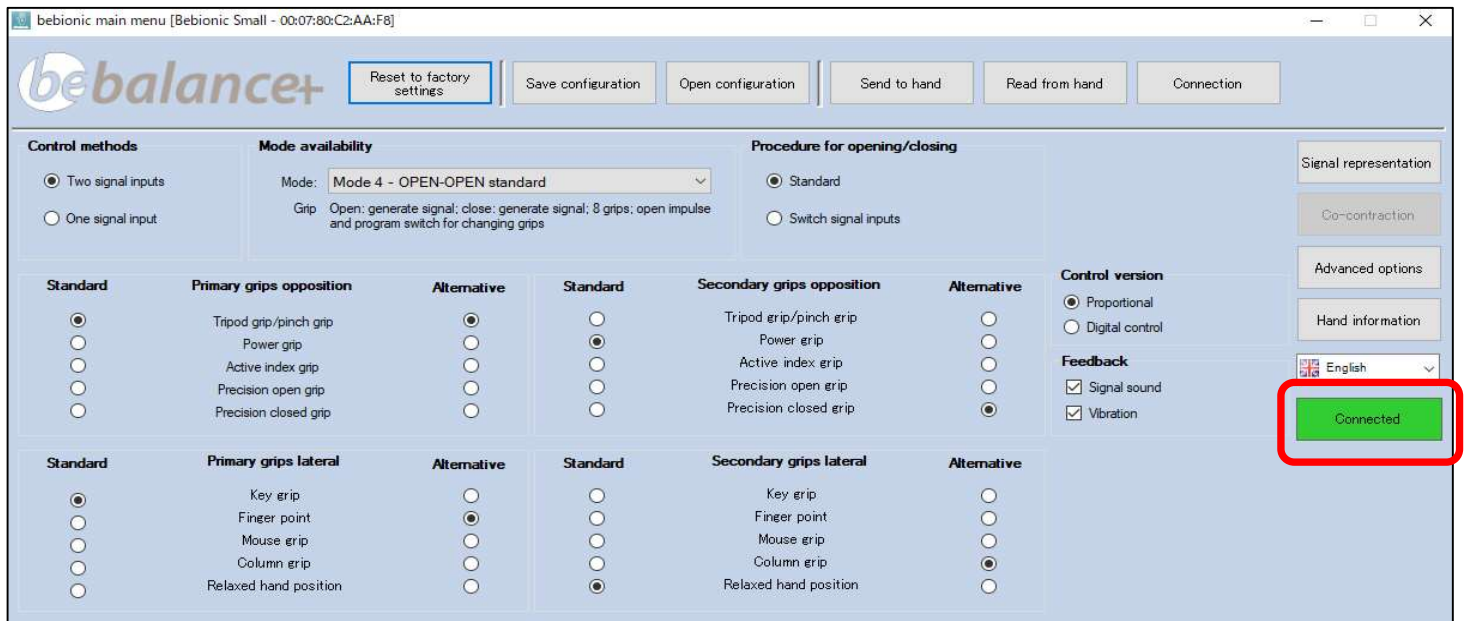 bebionic main menu [Bebionic Small - 00:07:80:C2:AA:F8]
bebalance+
Reset to factory
settings
Save configuration
Open configuration
Send to hand
Read from hand
Connection
Control methods
Two signal inputs
One signal input
Mode availability
Mode: Mode 4 - OPEN-OPEN standard
Grip Open: generate signal; close: generate signal; 8 grips; open impulse
and program switch for changing grips
Procedure for opening/closing
Standard
Switch signal inputs
Signal representation
Co-contraction
Advanced options
Hand information
English
Connected
Standard Primary grips opposition Alternative
Tripod grip/pinch grip
Power grip
Active index grip
Precision open grip
Precision closed grip
Standard Secondary grips opposition Alternative
Tripod grip/pinch grip
Power grip
Active index grip
Precision open grip
Precision closed grip
Control version
Proportional
Digital control
Feedback
Signal sound
Vibration
Standard Primary grips lateral Alternative
Key grip
Finger point
Mouse grip
Column grip
Relaxed hand position
Standard Secondary grips lateral Alternative
Key grip
Finger point
Mouse grip
Column grip
Relaxed hand position